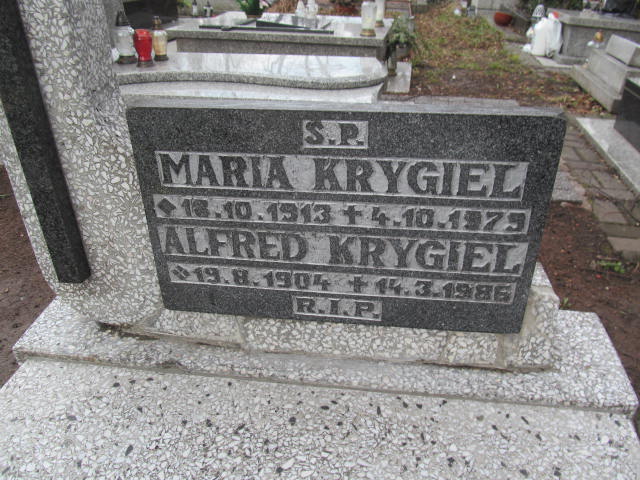 S.P.
MARIA KRYGIEL
18.10.1913 + 4.10.1979
ALFRED KRYGIEL
19.8.1904 + 14.3.1986
R.I.P.